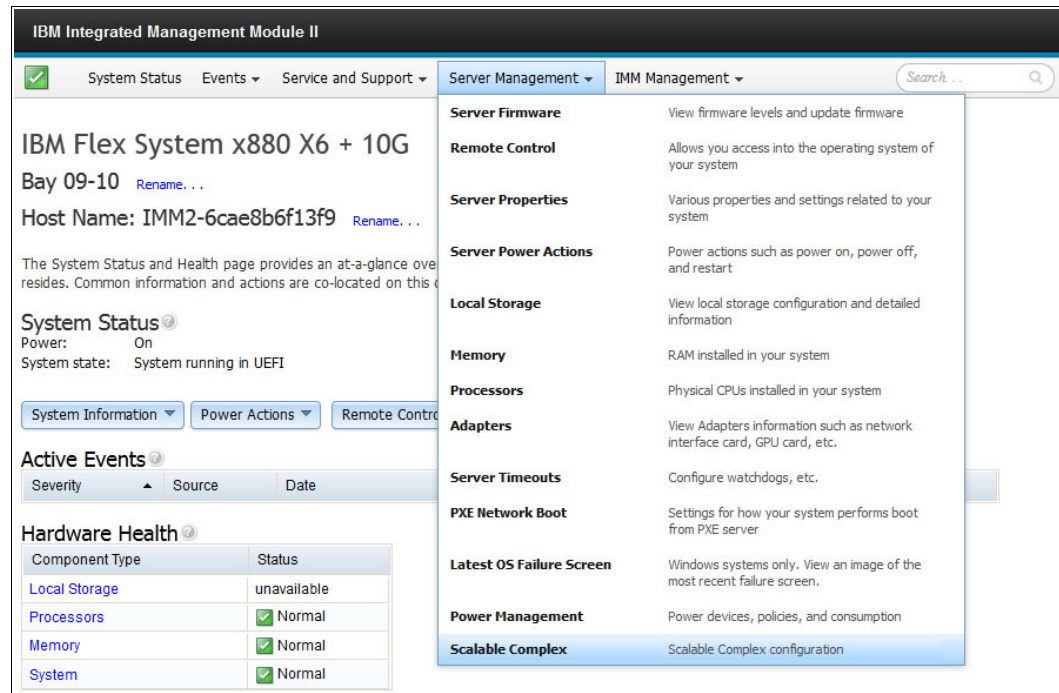 IBM Integrated Management Module II
System Status Events Service and Support Server Management IMM Management Search...
IBM Flex System x880 X6 + 10G
Bay 09-10 Rename...
Host Name: IMM2-6cae8b6f13f9 Rename...
The System Status and Health page provides an at-a-glance
resides. Common information and actions are co-located on this
System Status
Power: On
System state: System running in UEFI
System Information Power Actions Remote
Active Events
Severity Source Date
Hardware Health
Component Type Status
Local Storage unavailable
Processors Normal
Memory Normal
System Normal
Server Firmware View firmware levels and update firmware
Remote Control Allows you access into the operating system of
your system
Server Properties Various properties and settings related to your
system
Server Power Actions Power actions such as power on, power off,
and restart
Local Storage View local storage configuration and detailed
information
Memory RAM installed in your system
Processors Physical CPUs installed in your system
Adapters View Adapters information such as network
interface card, GPU card, etc.
Server Timeouts Configure watchdogs, etc.
PXE Network Boot Settings for how your system performs boot
from PXE server
Latest OS Failure Screen Windows systems only. View an image of the
most recent failure screen.
Power Management Power devices, policies, and consumption
Scalable Complex Scalable Complex configuration